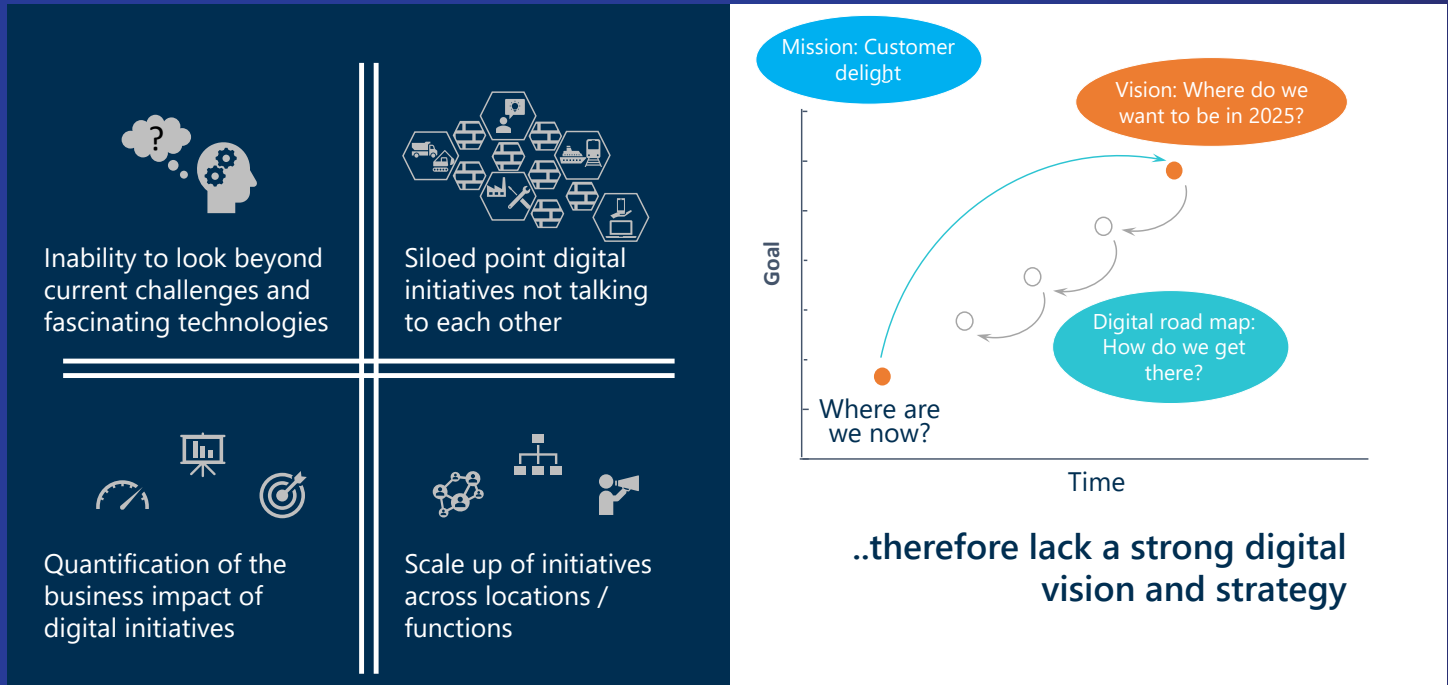 ?
Inability to look beyond
current challenges and
fascinating technologies
Siloed point digital
initiatives not talking
to each other
Quantification of the
business impact of
digital initiatives
Scale up of initiatives
across locations /
functions
Mission: Customer
delight
Vision: Where do we
want to be in 2025?
Goal
Digital road map:
How do we get
there?
Where are
we now?
Time
..therefore lack a strong digital
vision and strategy